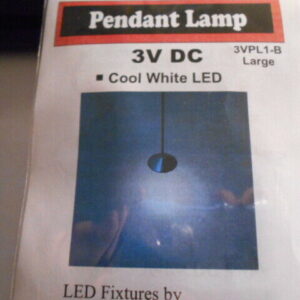 Pendant Lamp
3V DC
3VPL1-B
Large
▪ Cool White LED
LED Fixtures by